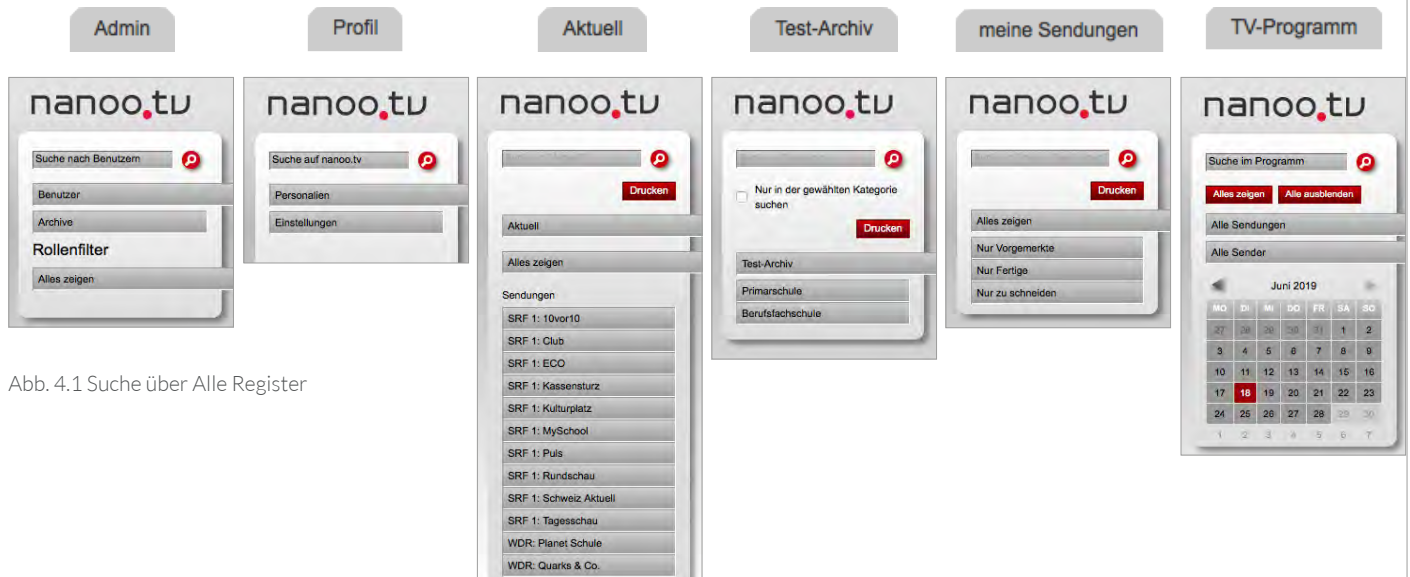 Admin
Profil
Aktuell
Test-Archiv
meine Sendungen
TV-Programm
nanoo.tv
Suche nach Benutzern
Benutzer
Archive
Rollenfilter
Alles zeigen
nanoo.tv
Suche auf nanoo.tv
Personalien
Einstellungen
nanoo.tv
Drucken
Aktuell
Alles zeigen
Sendungen
SRF 1: 10vor10
SRF 1: Club
SRF 1: ECO
SRF 1: Kassensturz
SRF 1: Kulturplatz
SRF 1: MySchool
SRF 1: Puls
SRF 1: Rundschau
SRF 1: Schweiz Aktuell
SRF 1: Tagesschau
WDR: Planet Schule
WDR: Quarks & Co.
nanoo.tv
Nur in der gewählten Kategorie
suchen
Drucken
Test-Archiv
Primarschule
Berufsfachschule
nanoo.tv
Drucken
Alles zeigen
Nur Vorgemerkte
Nur Fertige
Nur zu schneiden
nanoo.tv
Suche im Programm
Alles zeigen Alle ausblenden
Alle Sendungen
Alle Sender
Juni 2019
MO DI MI DO FR SA SO
27 28 29 30 31 1 2
3 4 5 6 7 8 9
10 11 12 13 14 15 16
17 18 19 20 21 22 23
24 25 26 27 28 29 30
1 2 3 4 5 6 7
Abb. 4.1 Suche über Alle Register